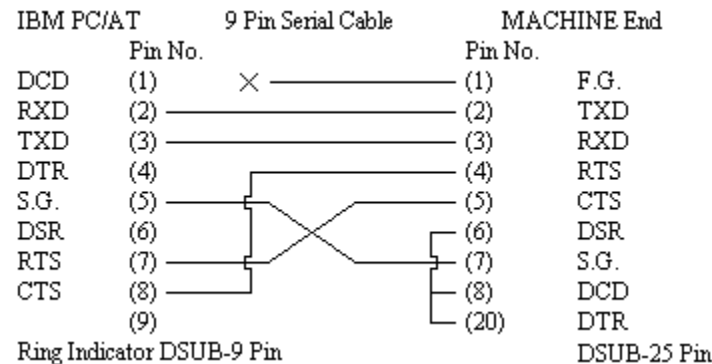 IBM PC/AT 9 Pin Serial Cable MACHINE End
Pin No. Pin No.
DCD (1) (1) F.G.
RXD (2) (2) TXD
TXD (3) (3) RXD
DTR (4) (4) RTS
S.G. (5) (5) CTS
DSR (6) (6) DSR
RTS (7) (7) S.G.
CTS (8) (8) DCD
(9) (20) DTR
Ring Indicator DSUB-9 Pin DSUB-25 Pin